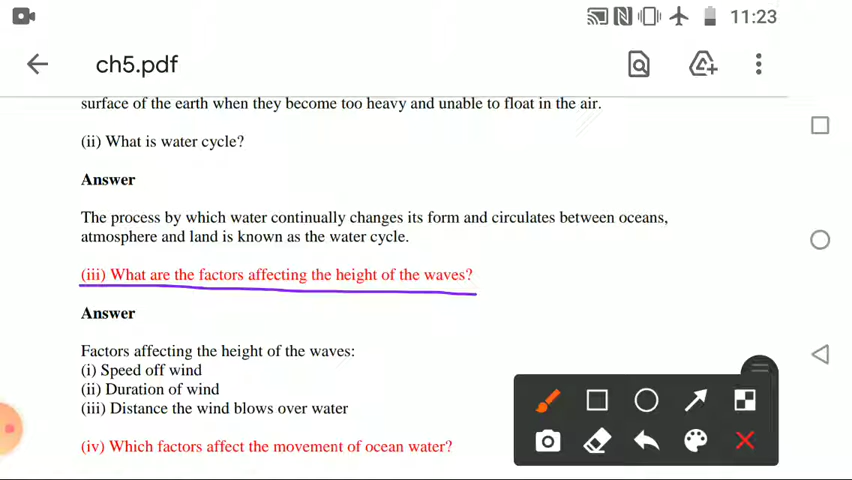 11:23
ch5.pdf
surface of the earth when they become too heavy and unable to float in the air.
(ii) What is water cycle?
Answer
The process by which water continually changes its form and circulates between oceans,
atmosphere and land is known as the water cycle.
(iii) What are the factors affecting the height of the waves?
Answer
Factors affecting the height of the waves:
(i) Speed off wind
(ii) Duration of wind
(iii) Distance the wind blows over water
(iv) Which factors affect the movement of ocean water?